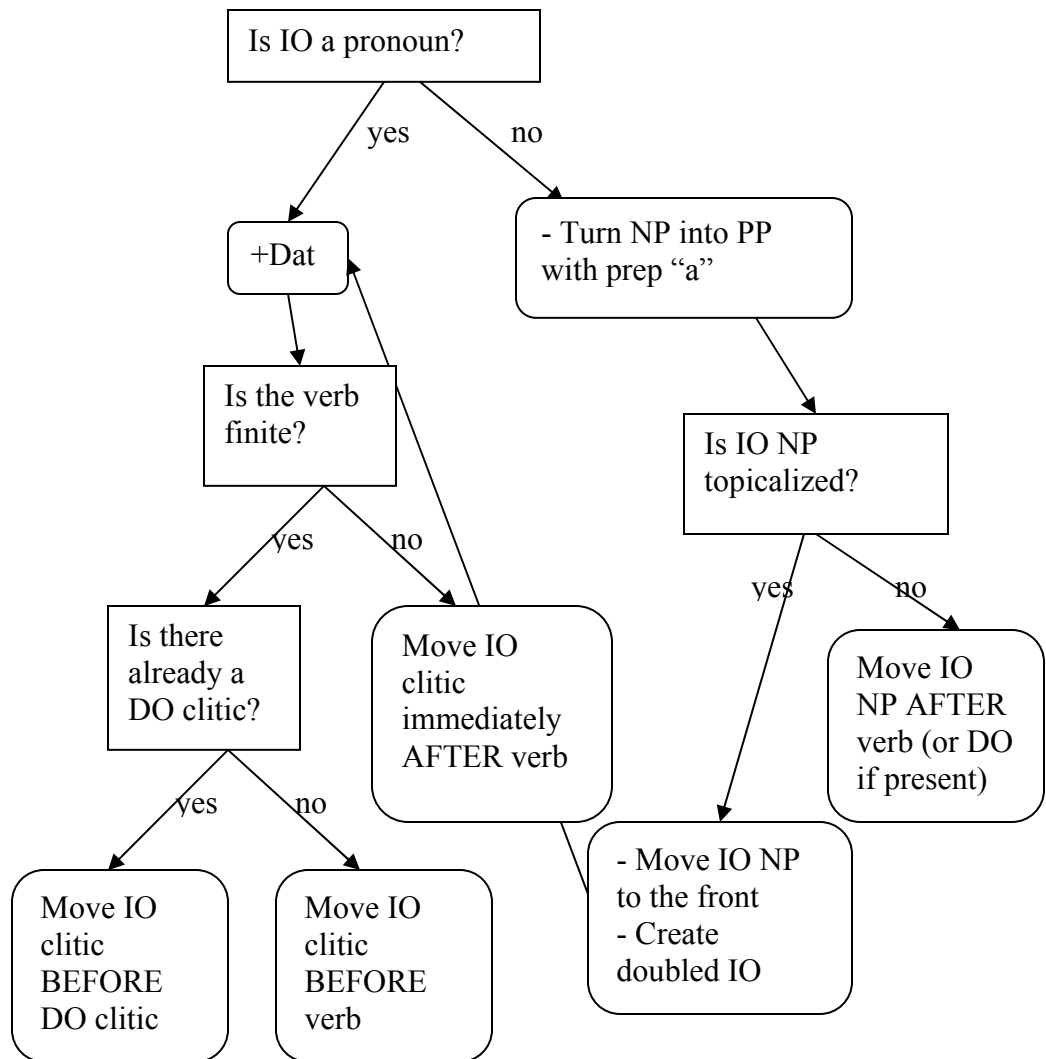 Is IO a pronoun?
yes
no
+Dat
- Turn NP into PP
with prep “a”
Is the verb
finite?
Is IO NP
topicalized?
yes
no
yes
no
Is there
already a
DO clitic?
Move IO
clitic
immediately
AFTER verb
Move IO
NP AFTER
verb (or DO
if present)
yes
no
Move IO
clitic
BEFORE
DO clitic
Move IO
clitic
BEFORE
verb
- Move IO NP
to the front
- Create
doubled IO